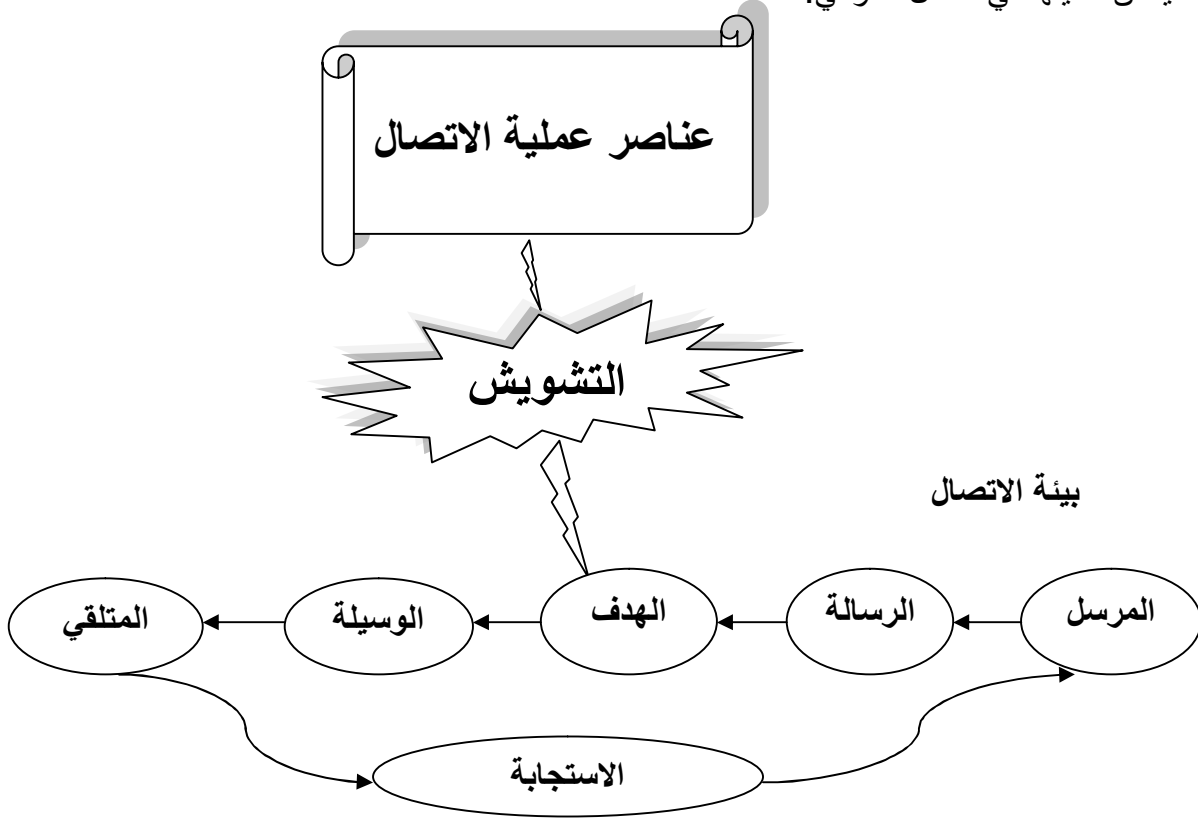 عناصر عملية الاتصال
التشويش
بيئة الاتصال
المرسل
الرسالة
الهدف
الوسيلة
المتلقي
الاستجابة